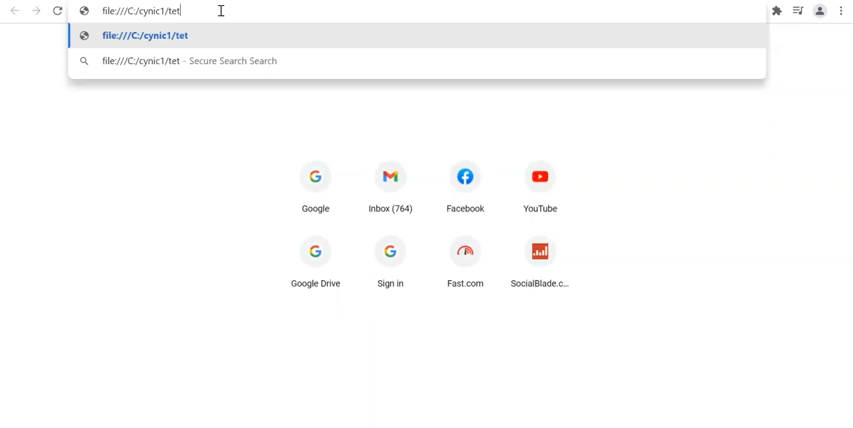 file:///C:/cynic1/tet
file:///C:/cynic1/tet
file:///C:/cynic1/tet - Secure Search Search
Google
Inbox (764)
Facebook
YouTube
Google Drive
Sign in
Fast.com
SocialBlade.c...